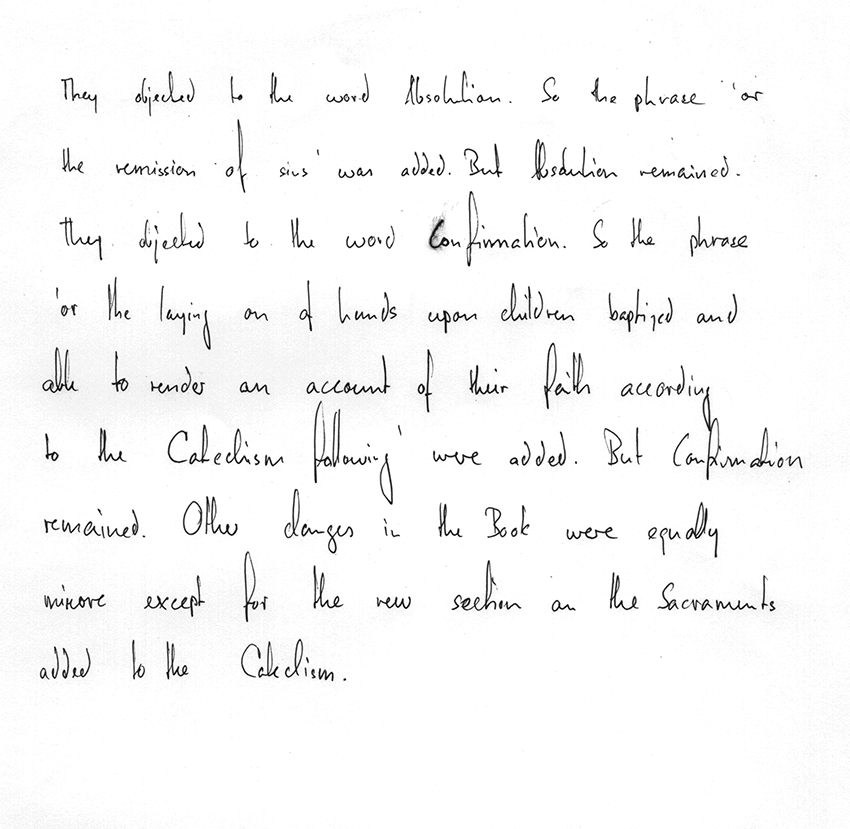 They objected to the word Absolution. So the phrase 'or
the remission of sins' was added. But Absolution remained.
They objected to the word Confirmation. So the phrase
'or the laying on of hands upon children baptized and
able to render an account of their faith according
to the Catechism following' were added. But Confirmation
remained. Other changes in the Book were equally
minore except for the new section on the Sacraments
added to the Catechism.